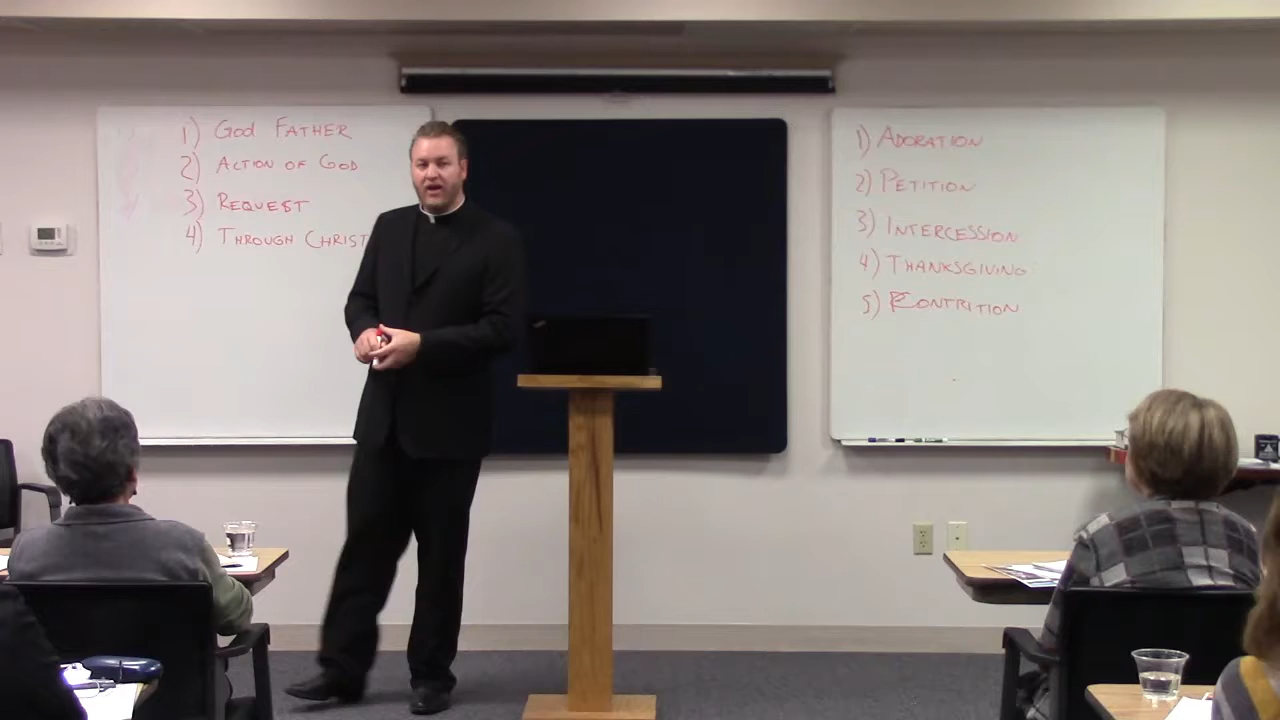 1) God Father
2) Action of God
3) Request
4) Through Christ
1) Adoration
2) Petition
3) Intercession
4) Thanksgiving
5) Contrition